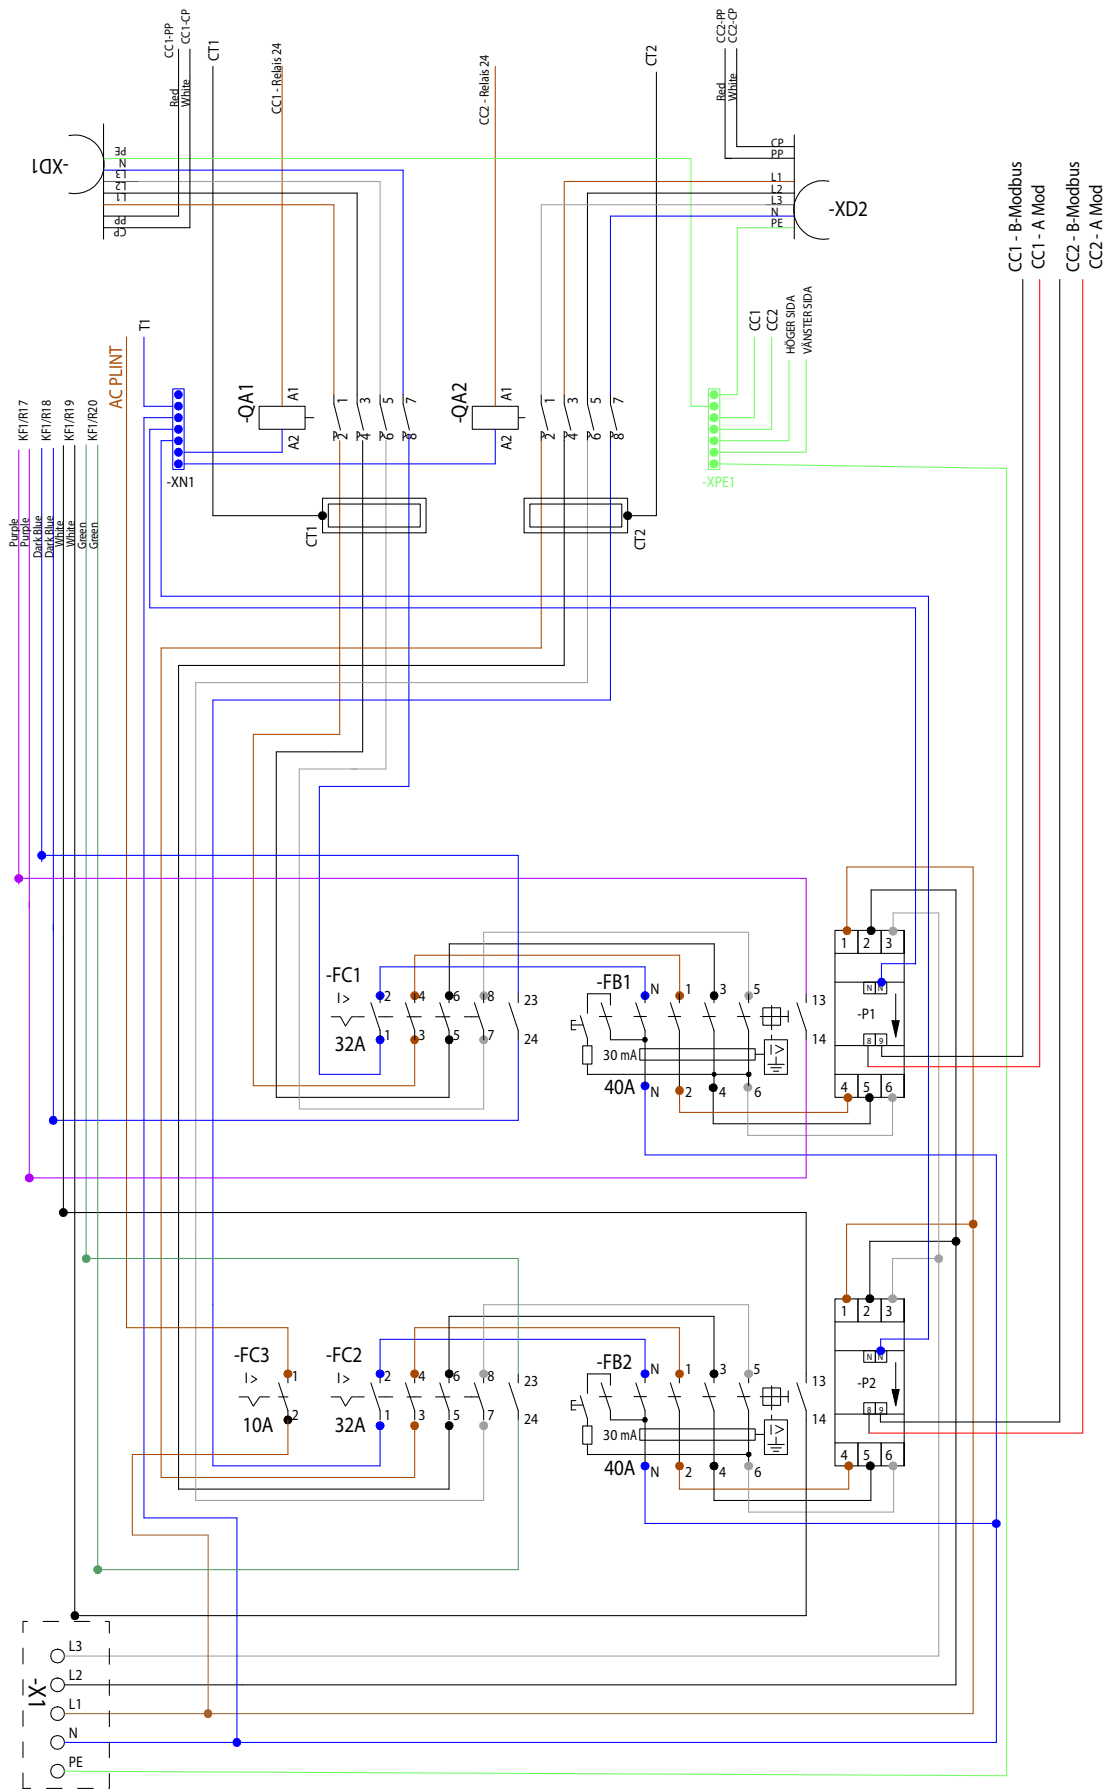 CC1-PP
CC1-CP
Red
White
CT1
CC1 - Relais 24
CC2 - Relais 24
CT2
CC2-PP
CC2-CP
Red
White
-XD1
PE
N
L3
L2
L1
PP
CP
CP
PP
L1
L2
L3
N
PE
-XD2
CC1 - B-Modbus
CC1 - A Mod
CC2 - B-Modbus
CC2 - A Mod
KF1/R17
KF1/R18
KF1/R19
KF1/R20
AC PLINT
T1
CC1
CC2
HÖGER SIDA
VÄNSTER SIDA
-QA1
A1
A2
1 3 5 7
2 4 6 8
-QA2
A1
A2
1 3 5 7
2 4 6 8
-XN1
-XPE1
Purple
Purple
Dark Blue
Dark Blue
White
White
Green
Green
CT1
CT2
-FC1
I>
32A
2 4 6 8 23
1 3 5 7 24
-FB1
N 1 3 5 13
30 mA
I>
14
40A
N 2 4 6
1 2 3
N N
-P1
8 9
4 5 6
-FC3
I>
10A
1
2
-FC2
I>
32A
2 4 6 8 23
1 3 5 7 24
-FB2
N 1 3 5 13
30 mA
I>
14
40A
N 2 4 6
1 2 3
N N
-P2
8 9
4 5 6
-X1
L3
L2
L1
N
PE